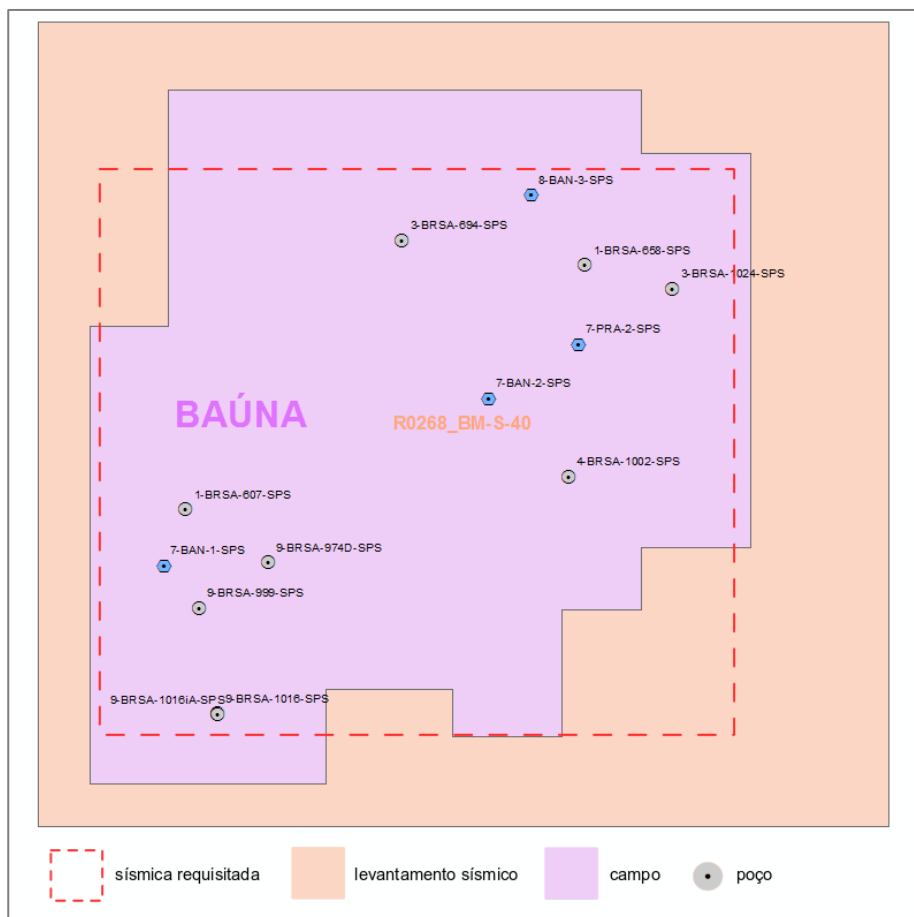 8-BAN-3-SPS
3-BRSA-694-SPS
1-BRSA-658-SPS
3-BRSA-1024-SPS
7-PRA-2-SPS
7-BAN-2-SPS
BAÚNA
R0268_BM-S-40
4-BRSA-1002-SPS
1-BRSA-607-SPS
7-BAN-1-SPS
9-BRSA-974D-SPS
9-BRSA-999-SPS
9-BRSA-1016iA-SPS
9-BRSA-1016-SPS
sísmica requisitada
levantamento sísmico
campo
poço